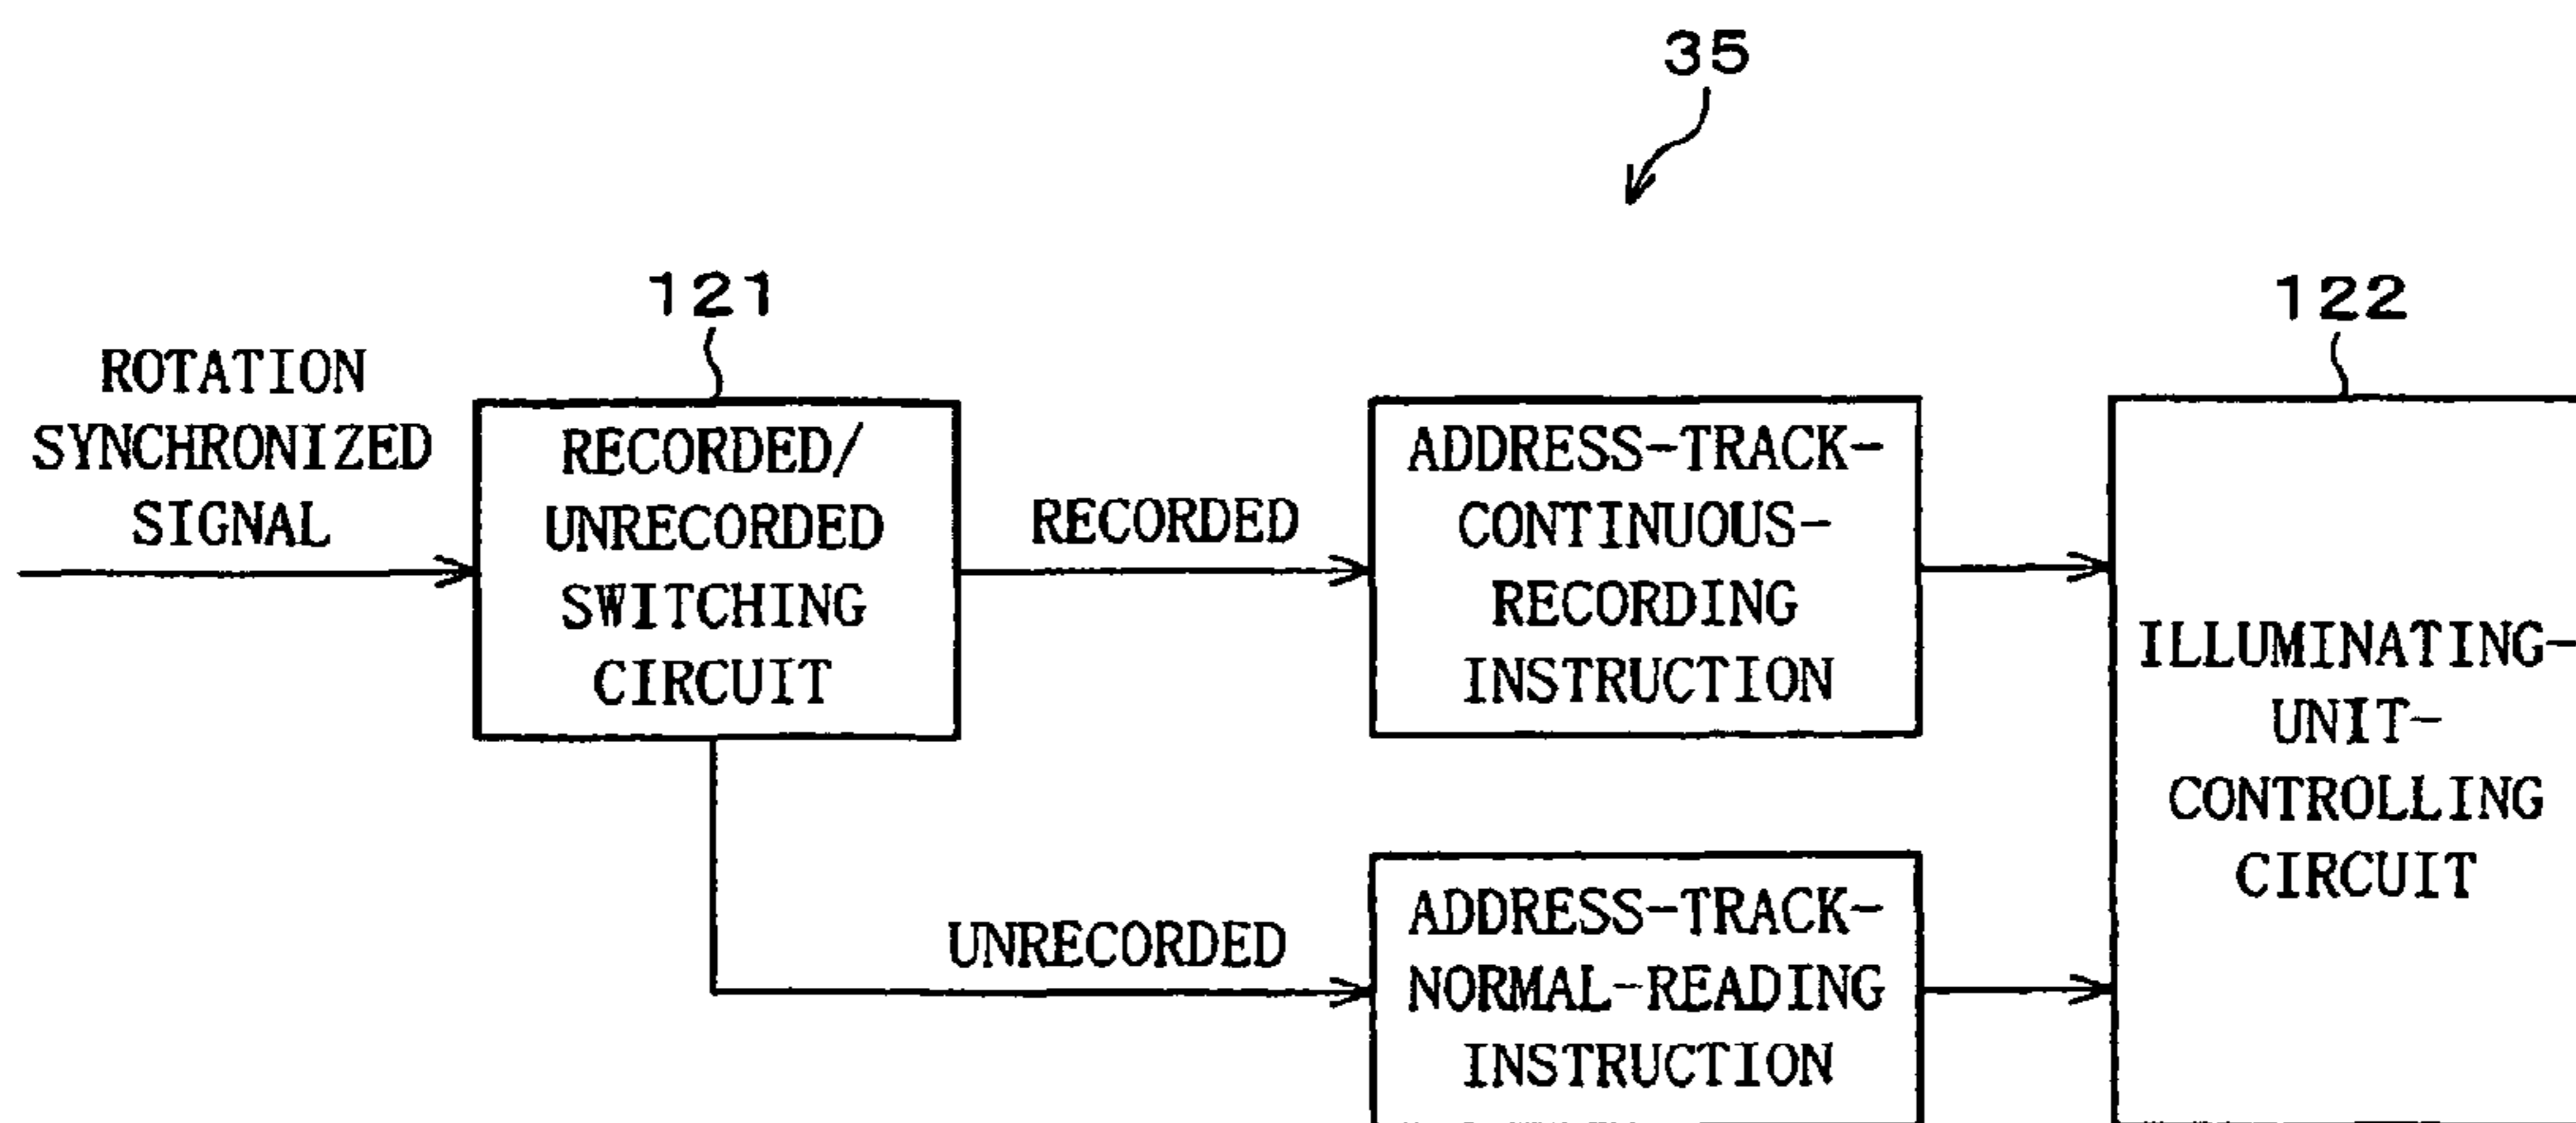 35
121
122
ROTATION
SYNCHRONIZED
SIGNAL
RECORDED/
UNRECORDED
SWITCHING
CIRCUIT
RECORDED
ADDRESS-TRACK-
CONTINUOUS-
RECORDING
INSTRUCTION
ILLUMINATING-
UNIT-
CONTROLLING
CIRCUIT
UNRECORDED
ADDRESS-TRACK-
NORMAL-READING
INSTRUCTION